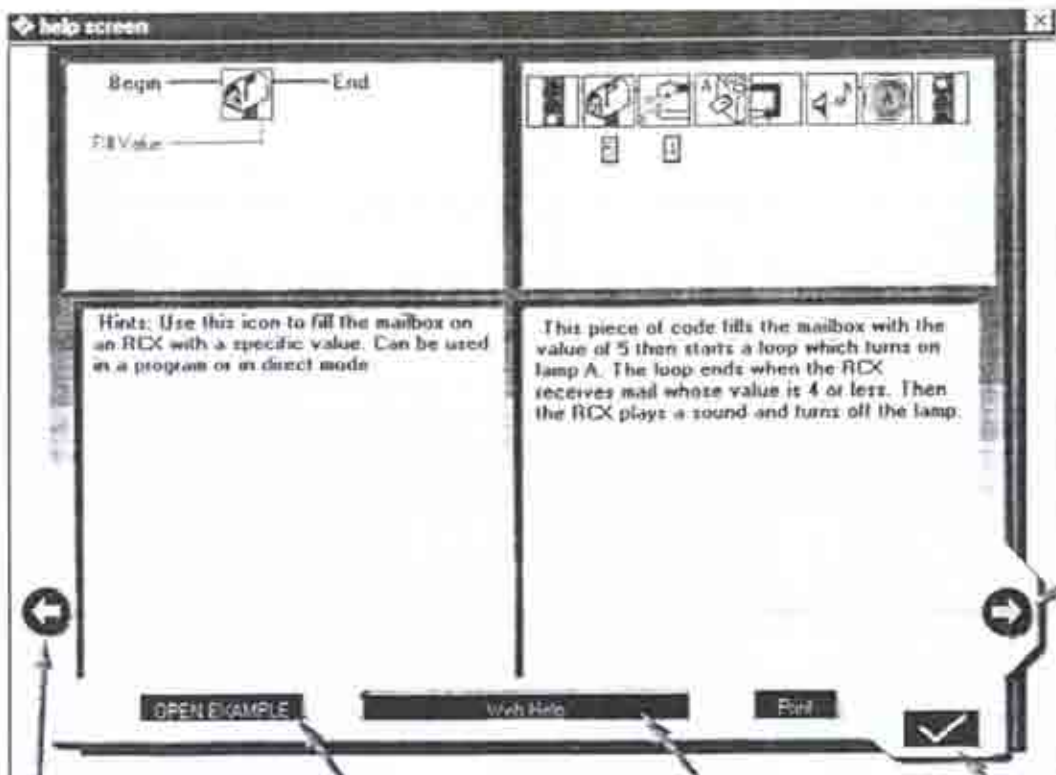 help screen
Begin
End
Fill Value
A
5
4
A
Hints: Use this icon to fill the mailbox on
an RCX with a specific value. Can be used
in a program or in direct mode
This piece of code fills the mailbox with the
value of 5 then starts a loop which turns on
lamp A. The loop ends when the RCX
receives mail whose value is 4 or less. Then
the RCX plays a sound and turns off the lamp.
OPEN EXAMPLE
Web Help
Print